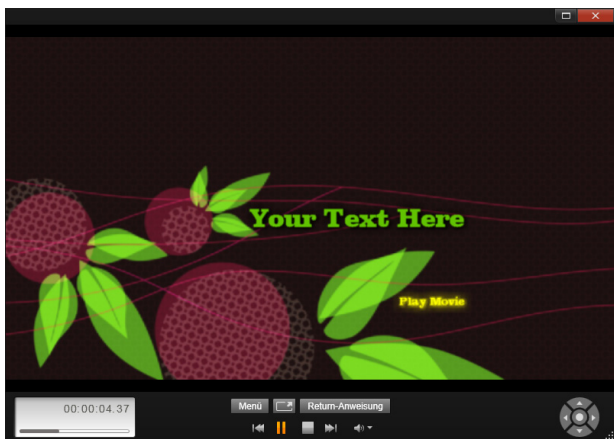 Your Text Here
Play Movie
00:00:04.37
Menü
Return-Anweisung